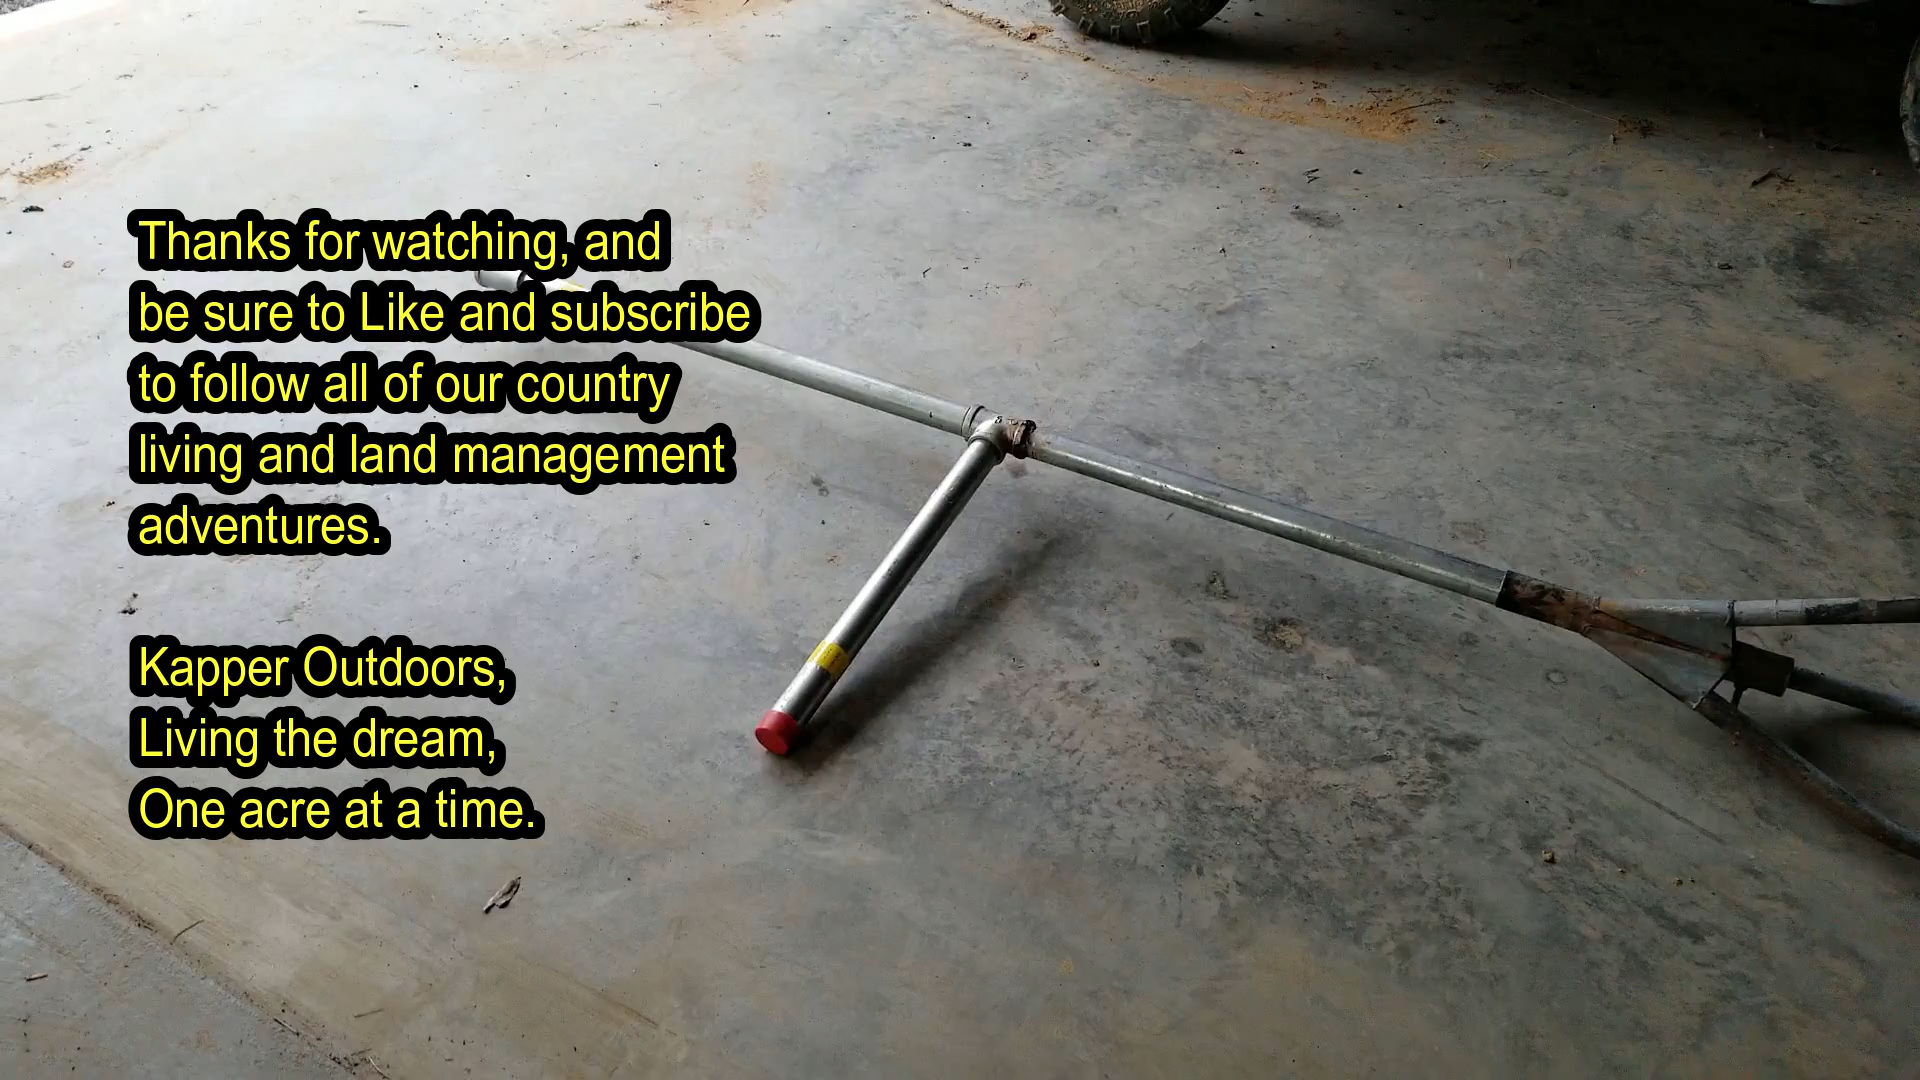 Thanks for watching, and
be sure to Like and subscribe
to follow all of our country
living and land management
adventures.
Kapper Outdoors,
Living the dream,
One acre at a time.